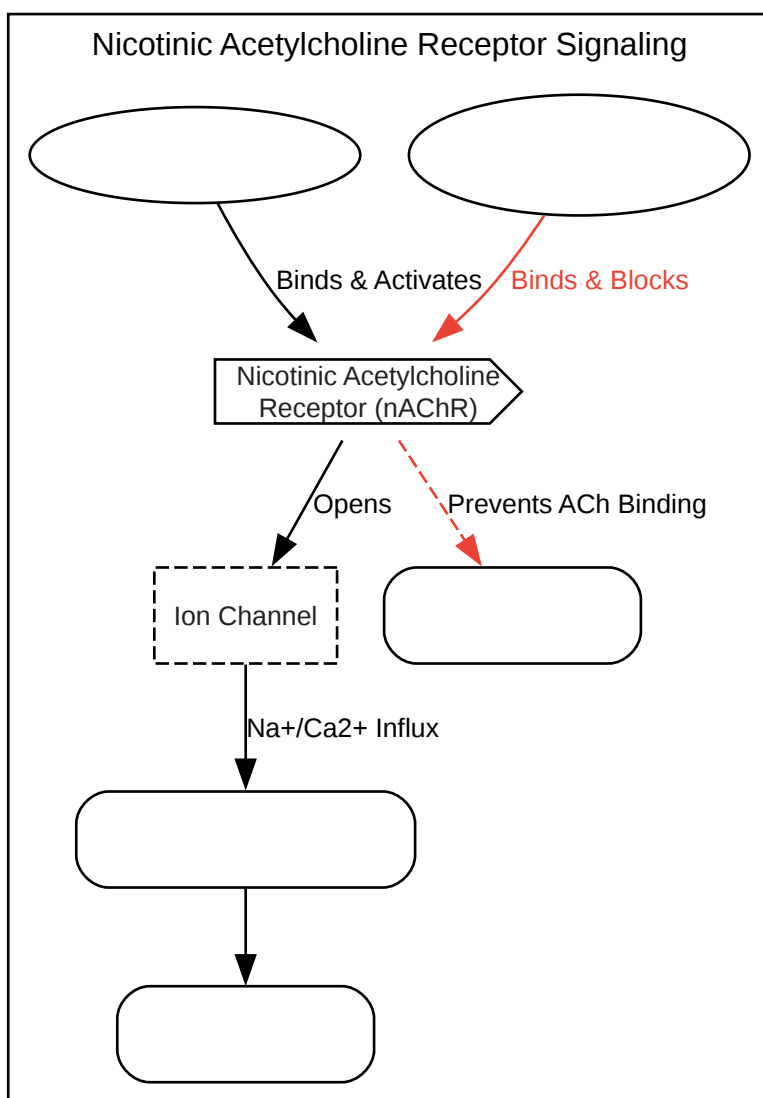 Nicotinic Acetylcholine Receptor Signaling
Binds & Activates
Binds & Blocks
Nicotinic Acetylcholine
Receptor (nAChR)
Opens
Prevents ACh Binding
Ion Channel
Na+/Ca2+ Influx